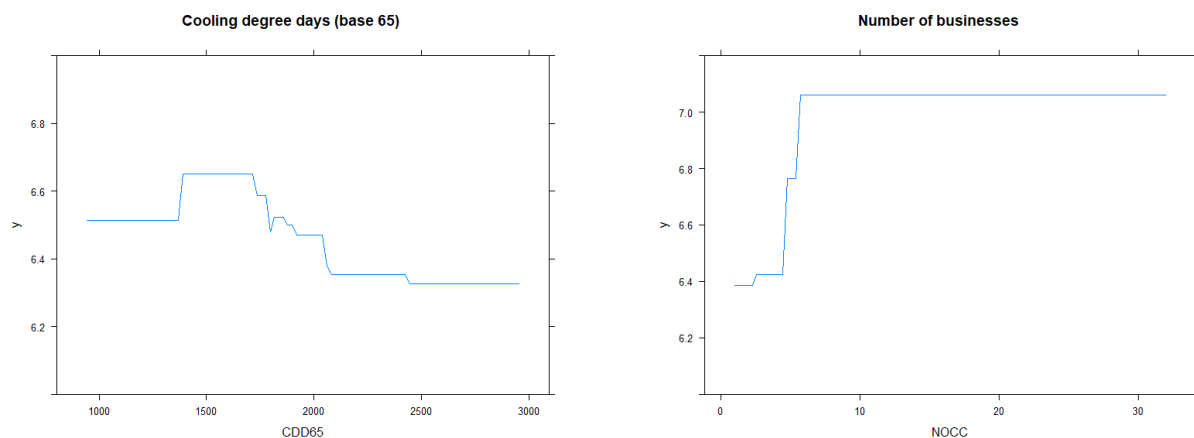 Cooling degree days (base 65)
6.8
6.6
6.4
6.2
y
1000 1500 2000 2500 3000
CDD65
Number of businesses
7.0
6.8
6.6
6.4
6.2
y
0 10 20 30
NOCC